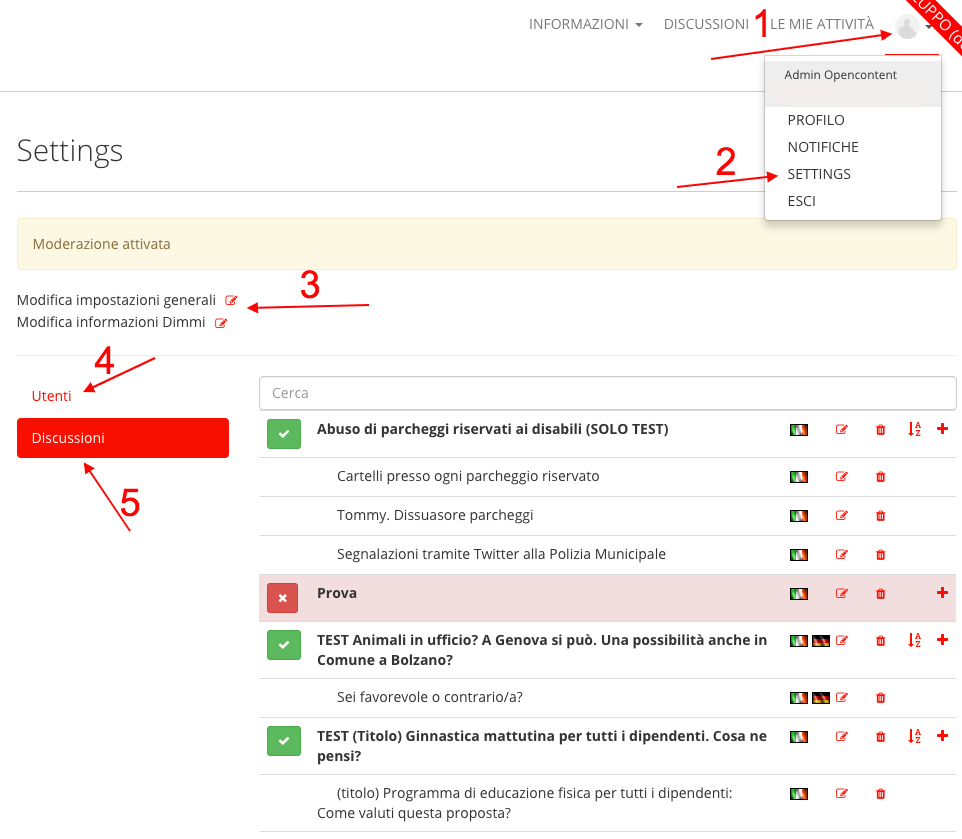 INFORMAZIONI
DISCUSSIONI
1
LE MIE ATTIVITÀ
Admin Opencontent
PROFILO
NOTIFICHE
2
SETTINGS
ESCI
Settings
Moderazione attivata
Modifica impostazioni generali
3
Modifica informazioni Dimmi
4
Utenti
Discussioni
5
Cerca
Abuso di parcheggi riservati ai disabili (SOLO TEST)
Cartelli presso ogni parcheggio riservato
Tommy. Dissuasore parcheggi
Segnalazioni tramite Twitter alla Polizia Municipale
Prova
TEST Animali in ufficio? A Genova si può. Una possibilità anche in
Comune a Bolzano?
Sei favorevole o contrario/a?
TEST (Titolo) Ginnastica mattutina per tutti i dipendenti. Cosa ne
pensi?
(titolo) Programma di educazione fisica per tutti i dipendenti:
Come valuti questa proposta?